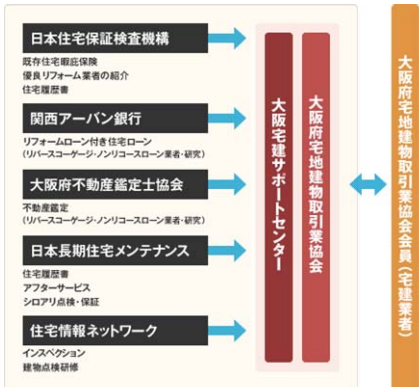 日本住宅保証検査機構
既存住宅瑕疵保険
優良リフォーム業者の紹介
住宅履歴書
関西アーバン銀行
リフォームローン付き住宅ローン
(リバースコーゲージ・ノンリコースローン業者・研究)
大阪府不動産鑑定士協会
不動産鑑定
(リバースコーゲージ・ノンリコースローン業者・研究)
日本長期住宅メンテナンス
住宅履歴書
アフターサービス
シロアリ点検・保証
住宅情報ネットワーク
インスペクション
建物点検研修
大阪宅建サポートセンター
大阪府宅地建物取引業協会
大阪府宅地建物取引業協会会員(宅建業者)